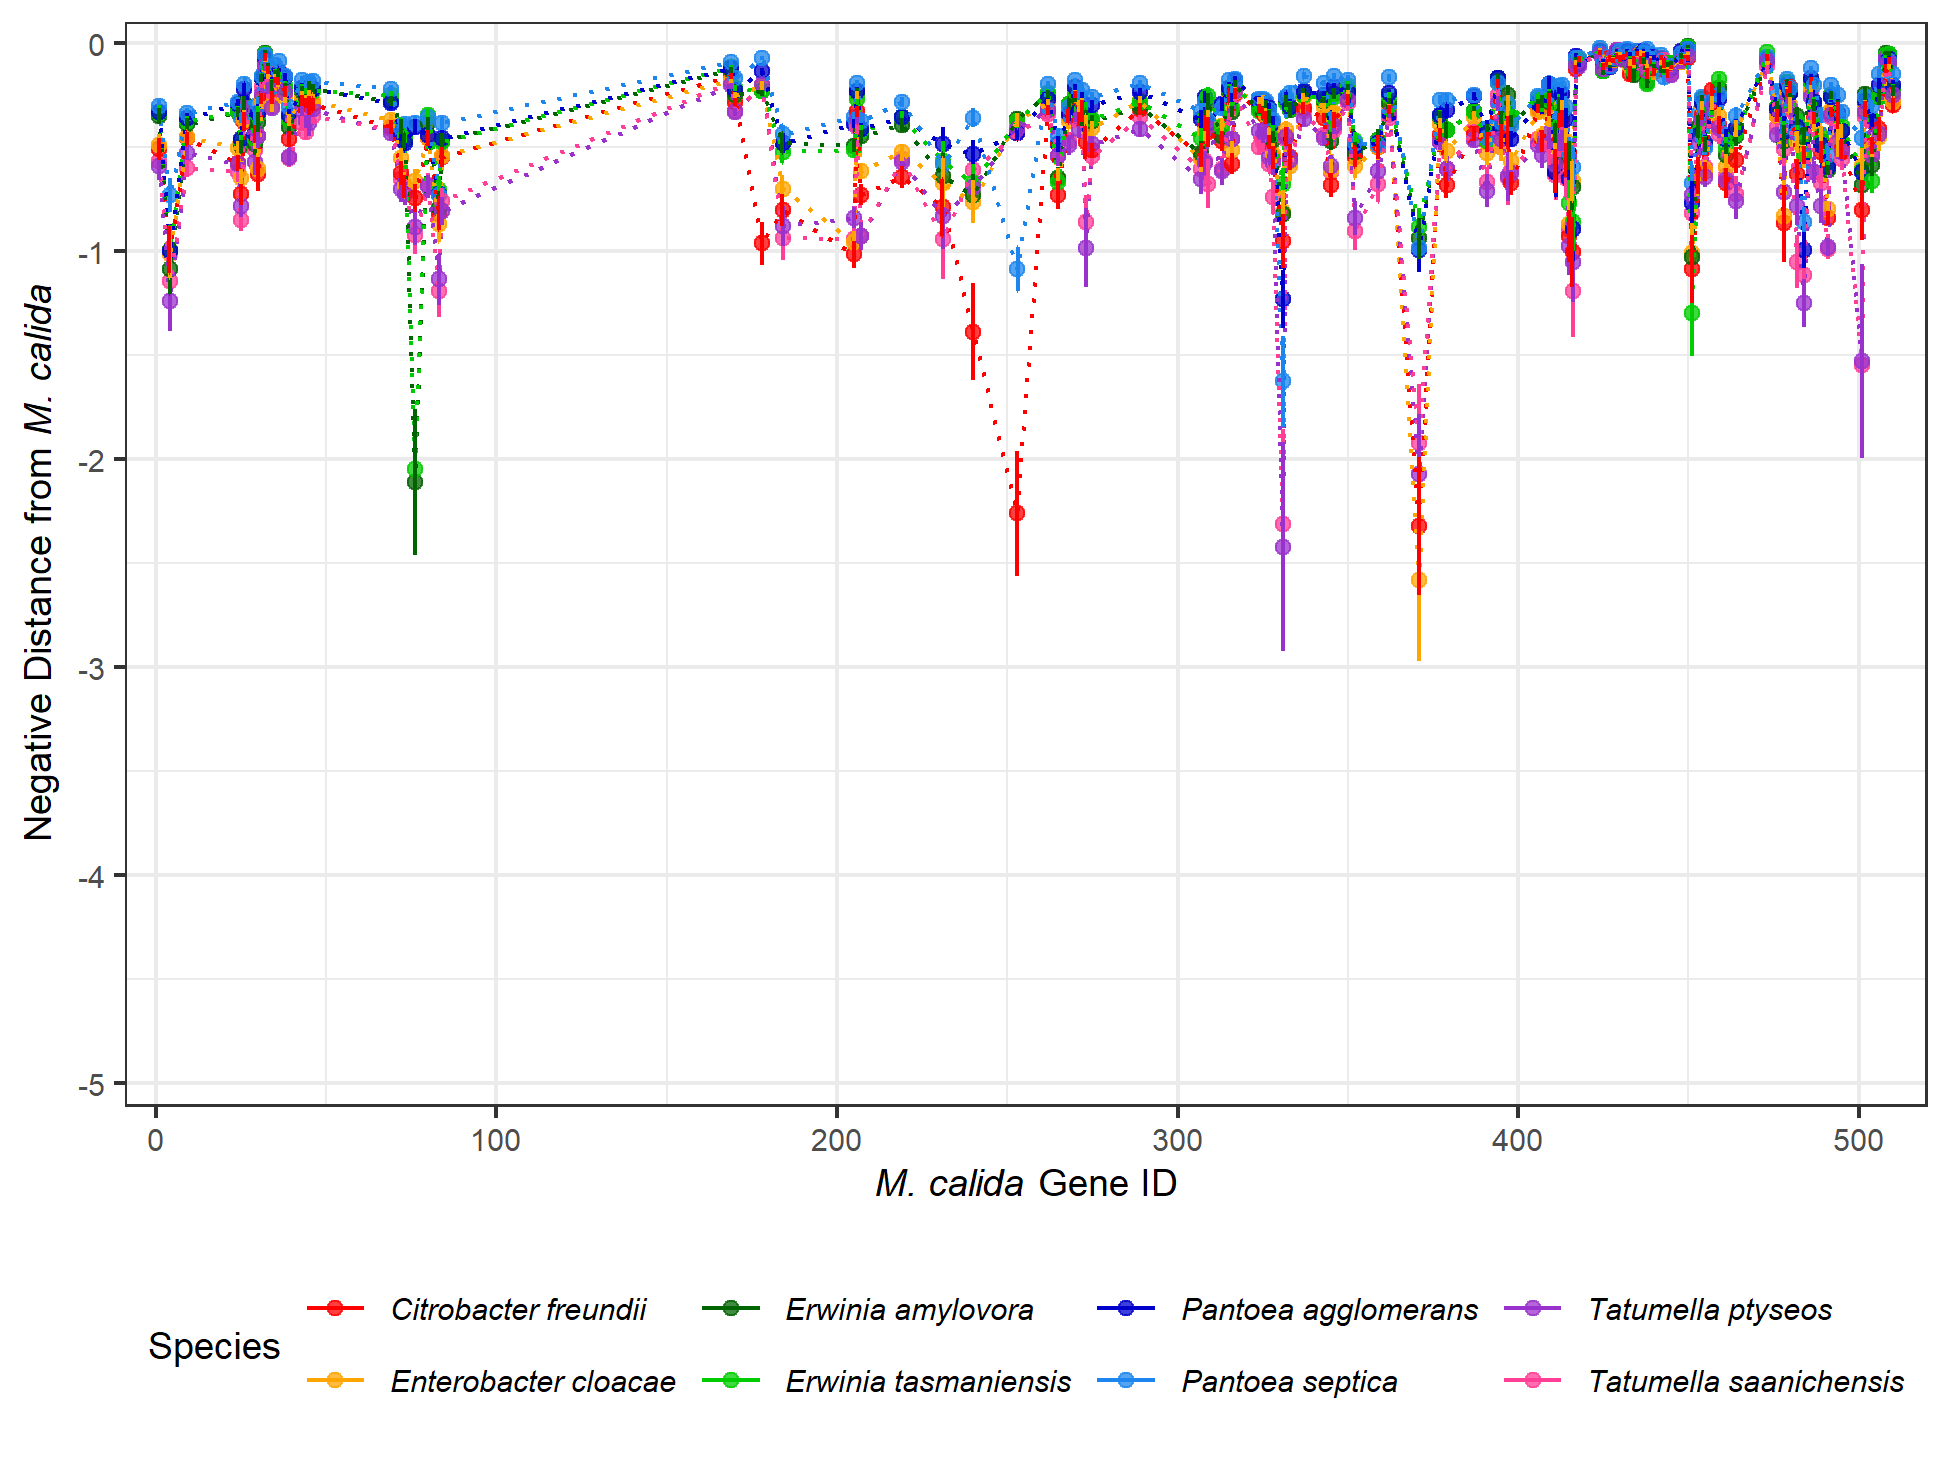 Negative Distance from M. calida
0
-1
-2
-3
-4
-5
0 100 200 300 400 500
M. calida Gene ID
Species
Citrobacter freundii Erwinia amylovora Pantoea agglomerans Tatumella ptyseos
Enterobacter cloacae Erwinia tasmaniensis Pantoea septica Tatumella saanichensis